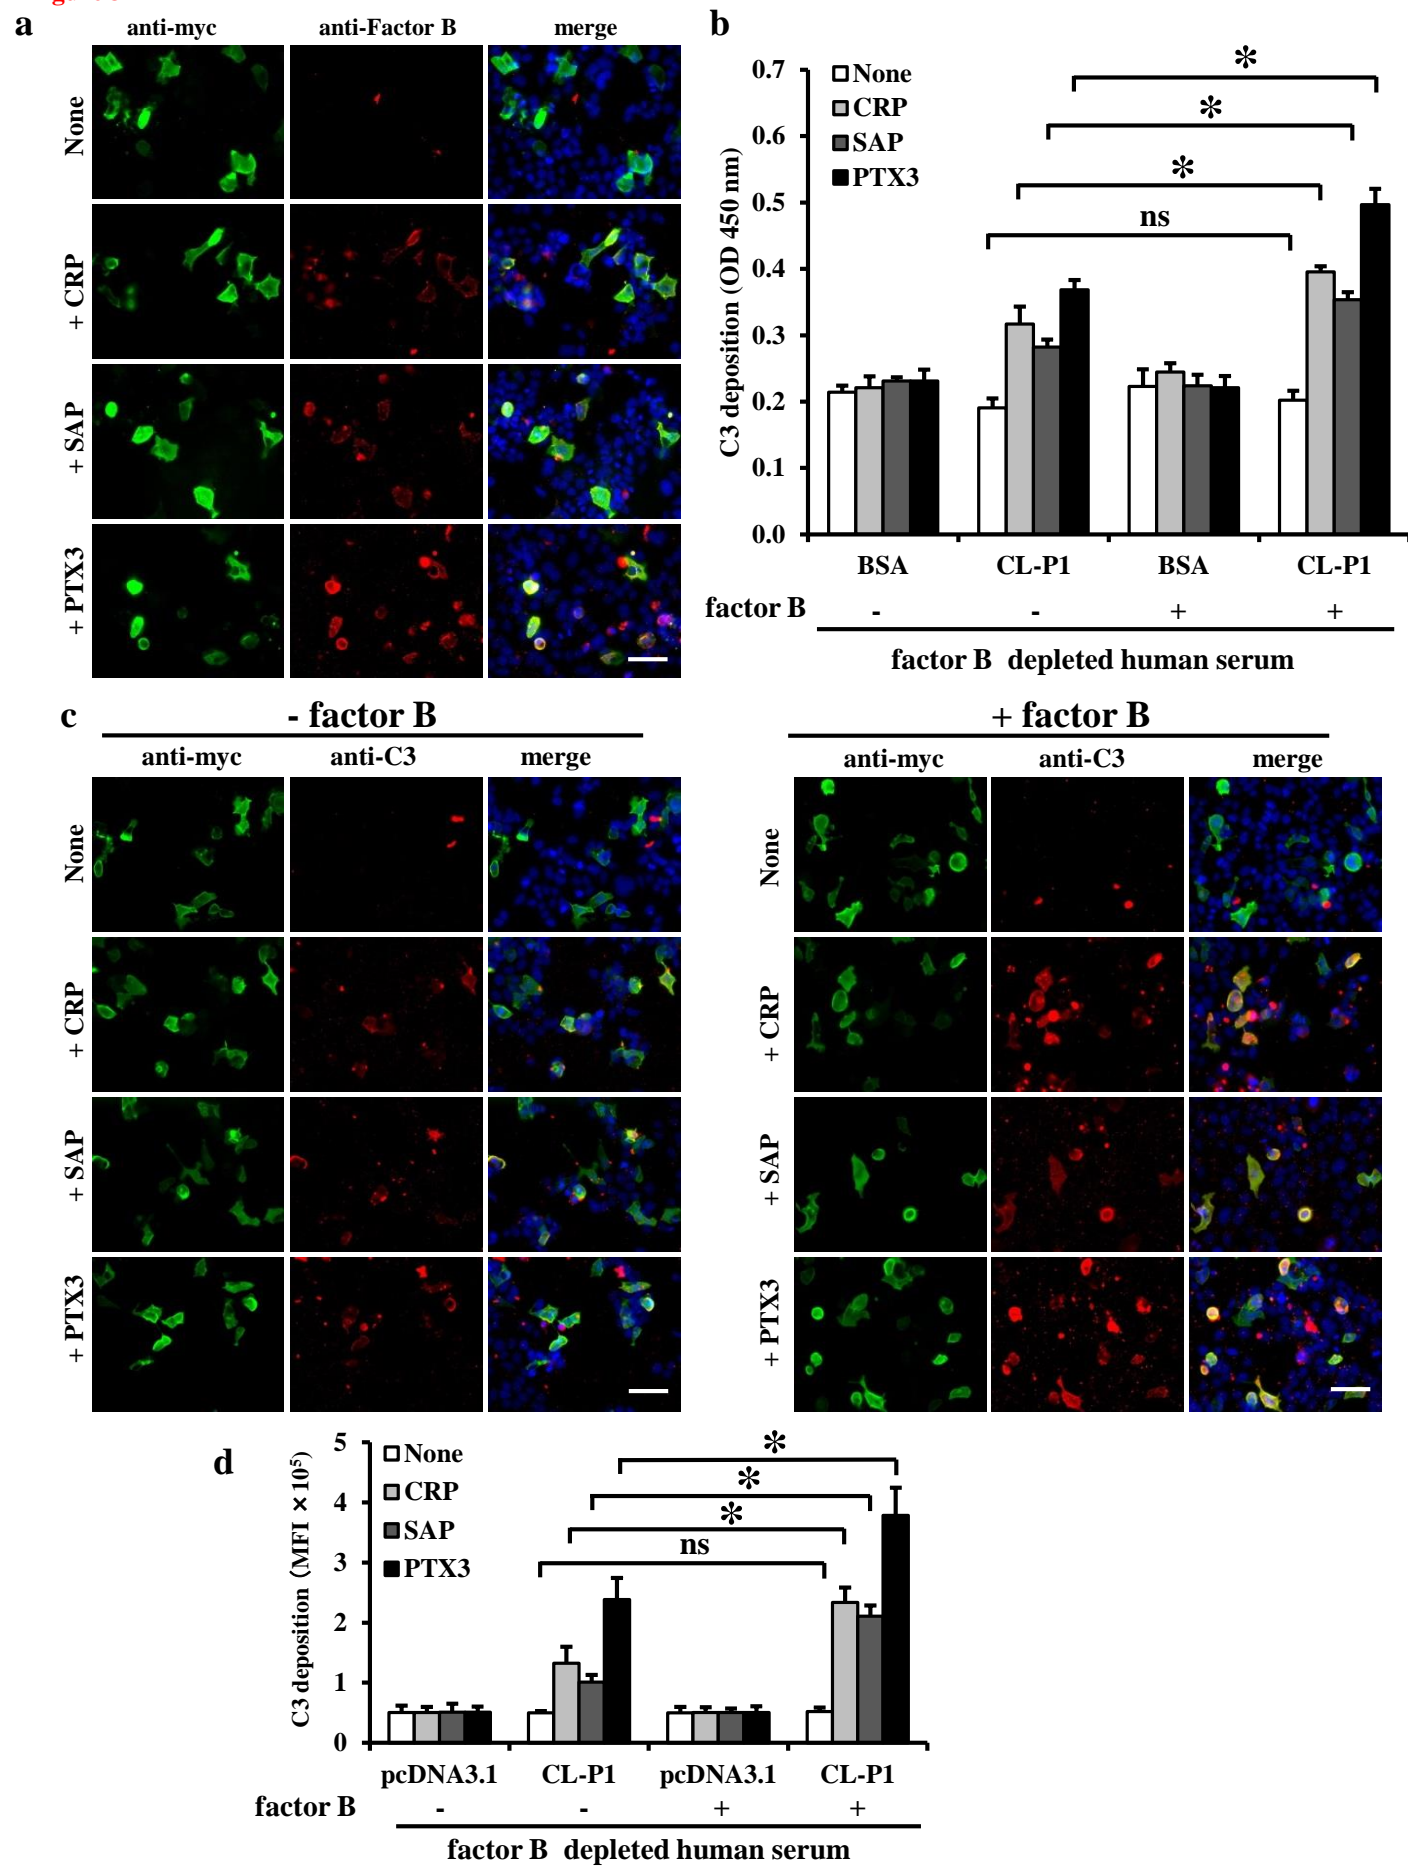 a
anti-myc anti-Factor B merge
None
+ CRP
+ SAP
+ PTX3
b
C3 deposition (OD 450 nm)
0.7
0.6
0.5
0.4
0.3
0.2
0.1
0.0
None
CRP
SAP
PTX3
*
*
*
ns
BSA CL-P1 BSA CL-P1
factor B - - + +
factor B depleted human serum
c
- factor B
anti-myc anti-C3 merge
None
+ CRP
+ SAP
+ PTX3
+ factor B
anti-myc anti-C3 merge
None
+ CRP
+ SAP
+ PTX3
d
C3 deposition (MFI × 10⁵)
5
4
3
2
1
0
None
CRP
SAP
PTX3
*
*
*
ns
pcDNA3.1 CL-P1 pcDNA3.1 CL-P1
factor B - - + +
factor B depleted human serum